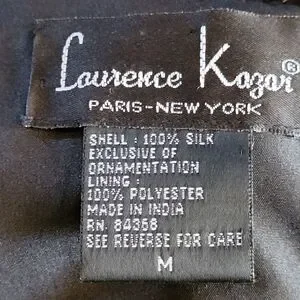 Laurence Kazar®
PARIS-NEW YORK
SHELL : 100% SILK
EXCLUSIVE OF
ORNAMENTATION
LINING :
100% POLYESTER
MADE IN INDIA
RN. 84358
SEE REVERSE FOR CARE
M